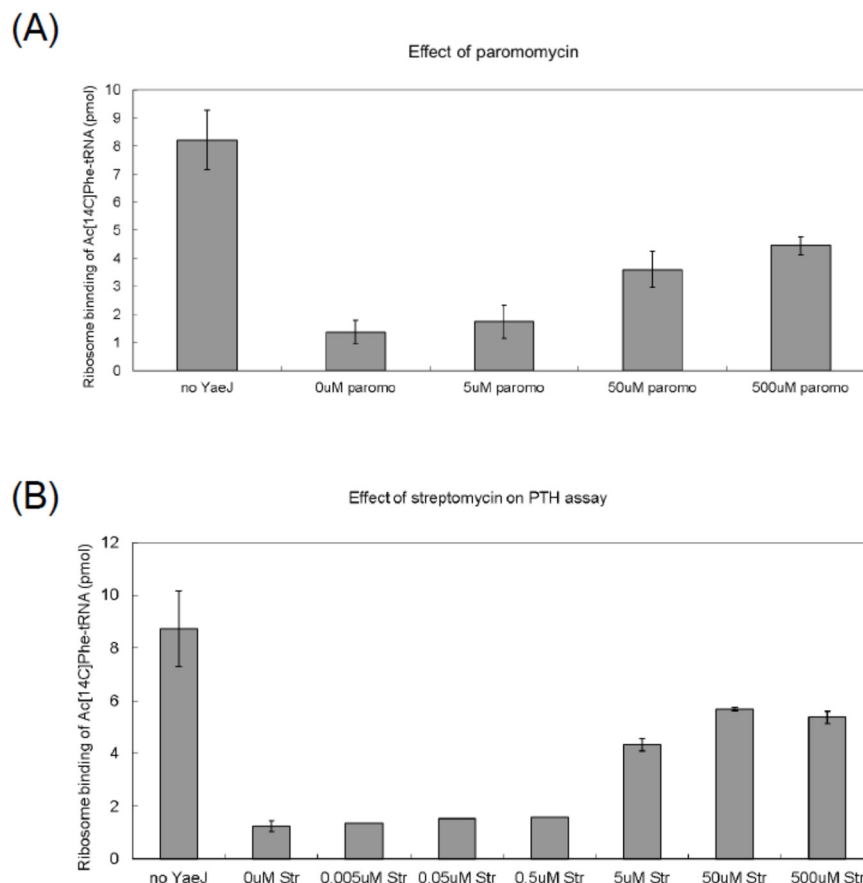 (A)
Effect of paromomycin
Ribosome binnding of Ac[14C]Phe-tRNA (pmol)
10
9
8
7
6
5
4
3
2
1
0
no YaeJ 0uM paromo 5uM paromo 50uM paromo 500uM paromo
(B)
Effect of streptomycin on PTH assay
Ribosome binding of Ac[14C]Phe-tRNA (pmol)
12
10
8
6
4
2
0
no YaeJ 0uM Str 0.005uM Str 0.05uM Str 0.5uM Str 5uM Str 50uM Str 500uM Str